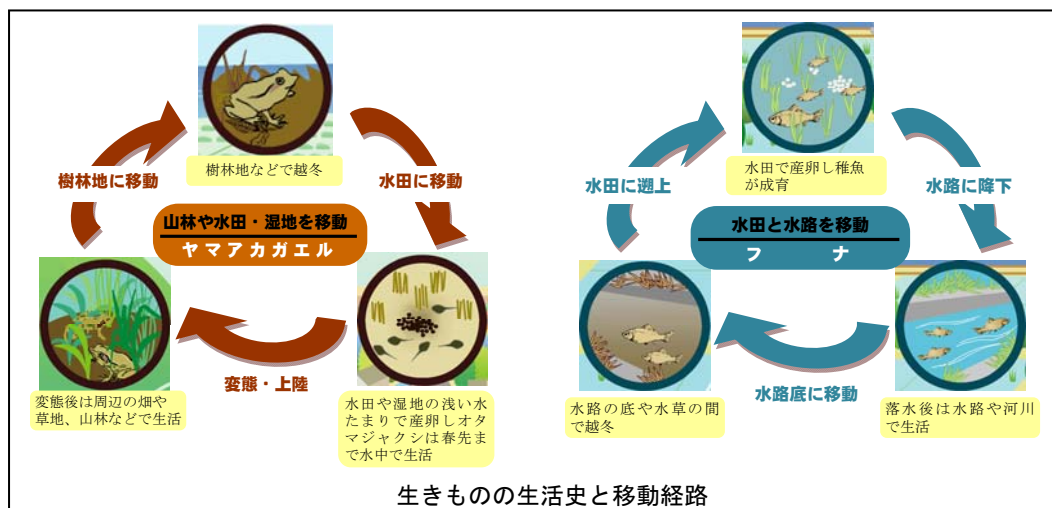 樹林地などで越冬
樹林地に移動
水田に移動
山林や水田・湿地を移動
ヤマアカガエル
変態後は周辺の畑や
草地、山林などで生活
変態・上陸
水田や湿地の浅い水
たまりで産卵しオタ
マジャクシは春先ま
で水中で生活
水田で産卵し稚魚
が成育
水田に遡上
水路に降下
水田と水路を移動
フナ
水路の底や水草の間
で越冬
水路底に移動
落水後は水路や河川
で生活
生きものの生活史と移動経路